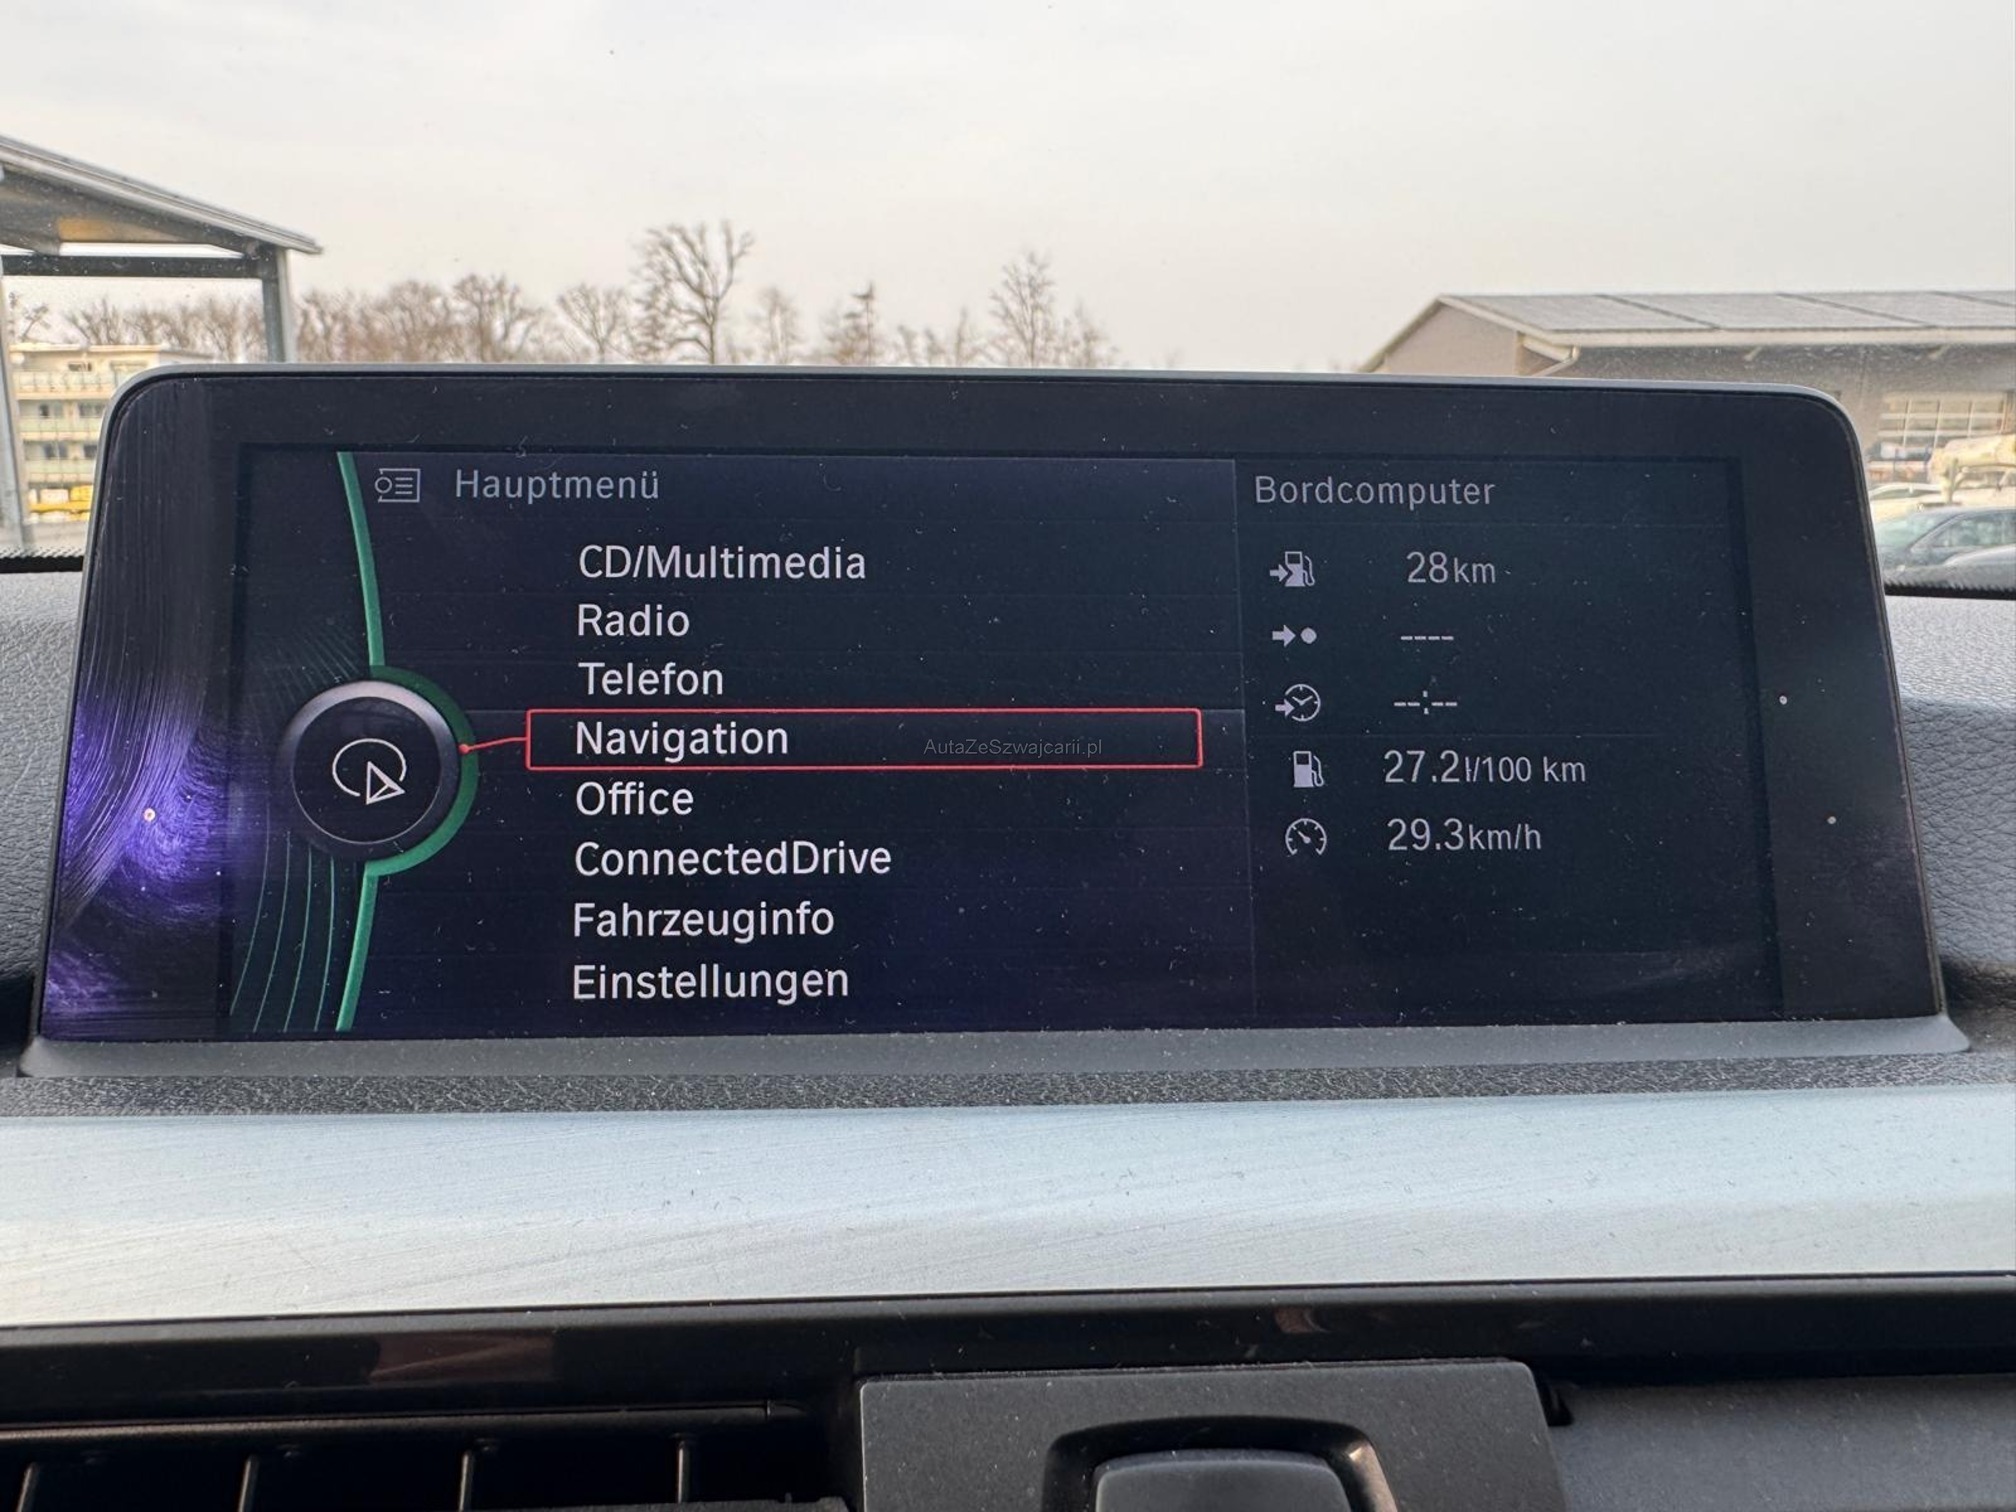 Hauptmenü
CD/Multimedia
Radio
Telefon
Navigation
AutaZeSzwajcarii.pl
Office
ConnectedDrive
Fahrzeuginfo
Einstellungen
Bordcomputer
28km
----
--:--
27.2l/100 km
29.3km/h